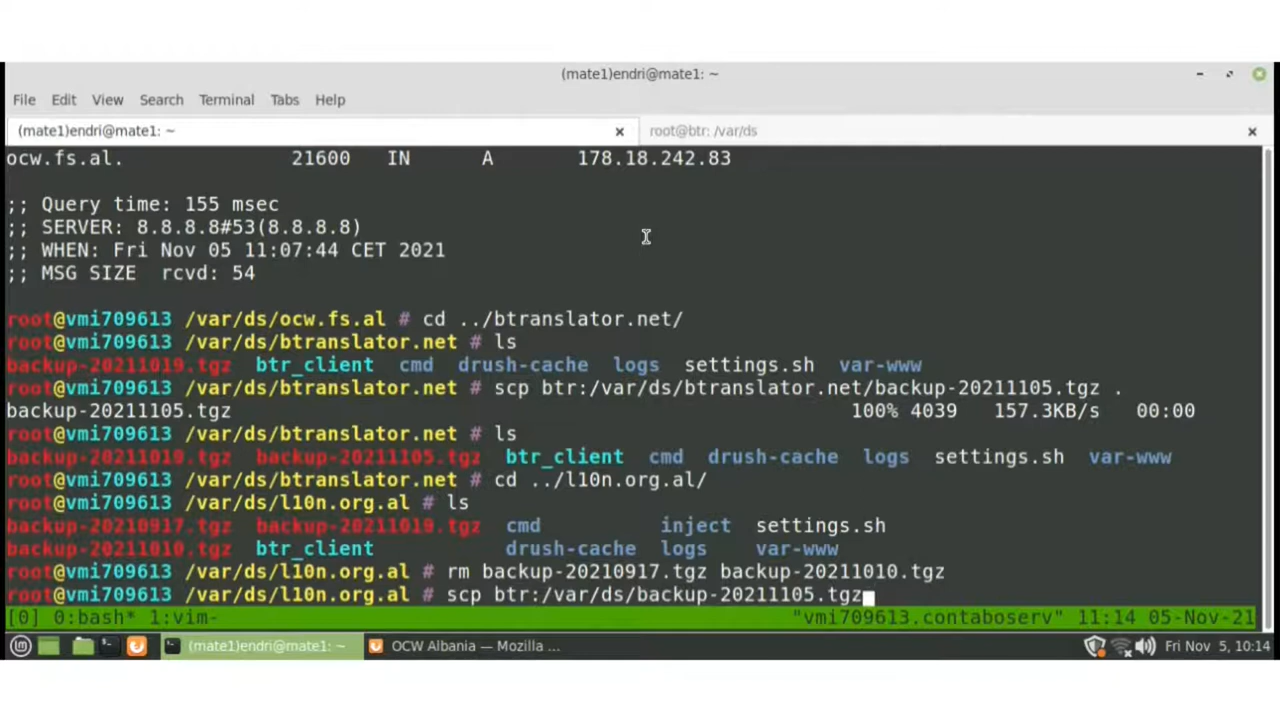 (mate1)endri@mate1: ~
File Edit View Search Terminal Tabs Help
(mate1)endri@mate1: ~ root@btr: /var/ds
ocw.fs.al. 21600 IN A 178.18.242.83
;; Query time: 155 msec
;; SERVER: 8.8.8.8#53(8.8.8.8)
;; WHEN: Fri Nov 05 11:07:44 CET 2021
;; MSG SIZE rcvd: 54
root@vmi709613 /var/ds/ocw.fs.al # cd ../btranslator.net/
root@vmi709613 /var/ds/btranslator.net # ls
backup-20211019.tgz btr_client cmd drush-cache logs settings.sh var-www
root@vmi709613 /var/ds/btranslator.net # scp btr:/var/ds/btranslator.net/backup-20211105.tgz .
backup-20211105.tgz 100% 4039 157.3KB/s 00:00
root@vmi709613 /var/ds/btranslator.net # ls
backup-20211019.tgz backup-20211105.tgz btr_client cmd drush-cache logs settings.sh var-www
root@vmi709613 /var/ds/btranslator.net # cd ../l10n.org.al/
root@vmi709613 /var/ds/l10n.org.al # ls
backup-20210917.tgz backup-20211019.tgz cmd inject settings.sh
backup-20211010.tgz btr_client drush-cache logs var-www
root@vmi709613 /var/ds/l10n.org.al # rm backup-20210917.tgz backup-20211010.tgz
root@vmi709613 /var/ds/l10n.org.al # scp btr:/var/ds/backup-20211105.tgz
[0] 0:bash* 1:vim- "vmi709613.contaboserv" 11:14 05-Nov-21
(mate1)endri@mate1: ~ OCW Albania — Mozilla ... Fri Nov 5, 10:14